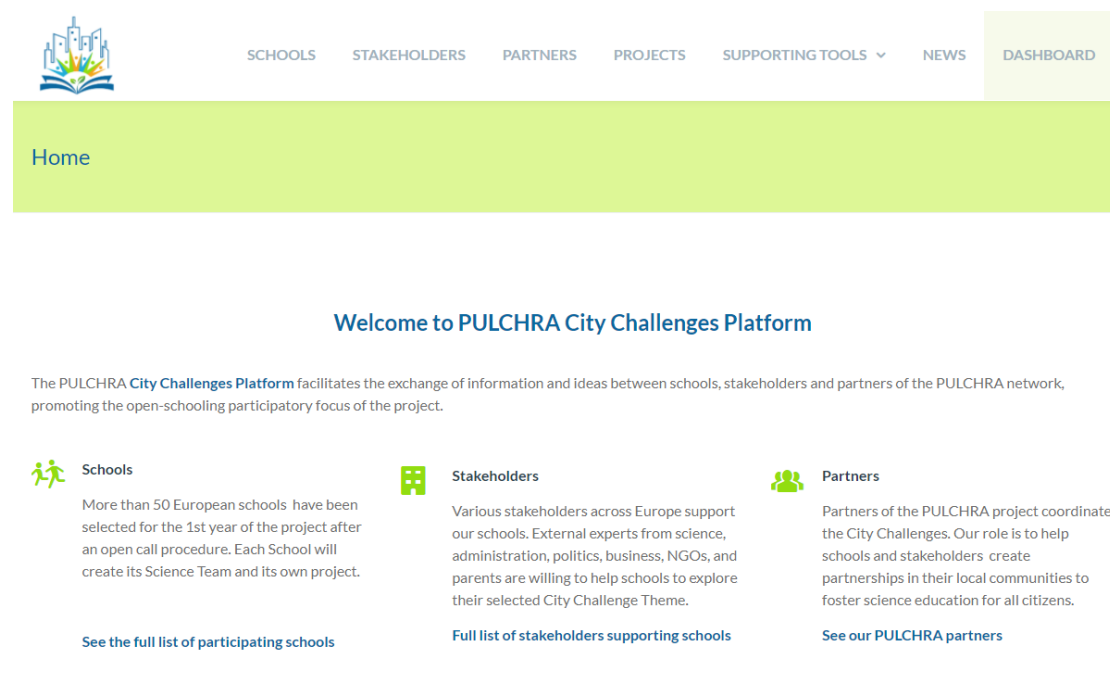 SCHOOLS STAKEHOLDERS PARTNERS PROJECTS SUPPORTING TOOLS NEWS DASHBOARD
Home
Welcome to PULCHRA City Challenges Platform
The PULCHRA City Challenges Platform facilitates the exchange of information and ideas between schools, stakeholders and partners of the PULCHRA network,
promoting the open-schooling participatory focus of the project.
Schools
More than 50 European schools have been
selected for the 1st year of the project after
an open call procedure. Each School will
create its Science Team and its own project.
See the full list of participating schools
Stakeholders
Various stakeholders across Europe support
our schools. External experts from science,
administration, politics, business, NGOs, and
parents are willing to help schools to explore
their selected City Challenge Theme.
Full list of stakeholders supporting schools
Partners
Partners of the PULCHRA project coordinate
the City Challenges. Our role is to help
schools and stakeholders create
partnerships in their local communities to
foster science education for all citizens.
See our PULCHRA partners